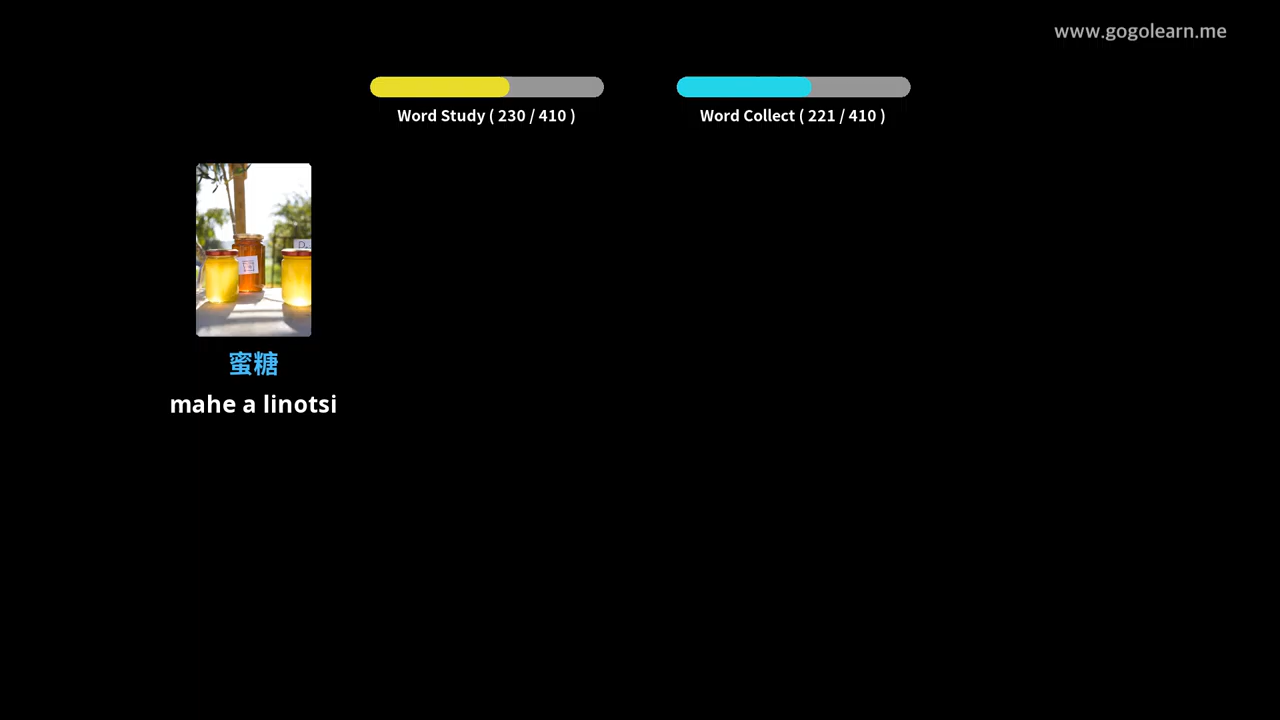 www.gogolearn.me
Word Study ( 230 / 410 )
Word Collect ( 221 / 410 )
D.
蜜糖
mahe a linotsi